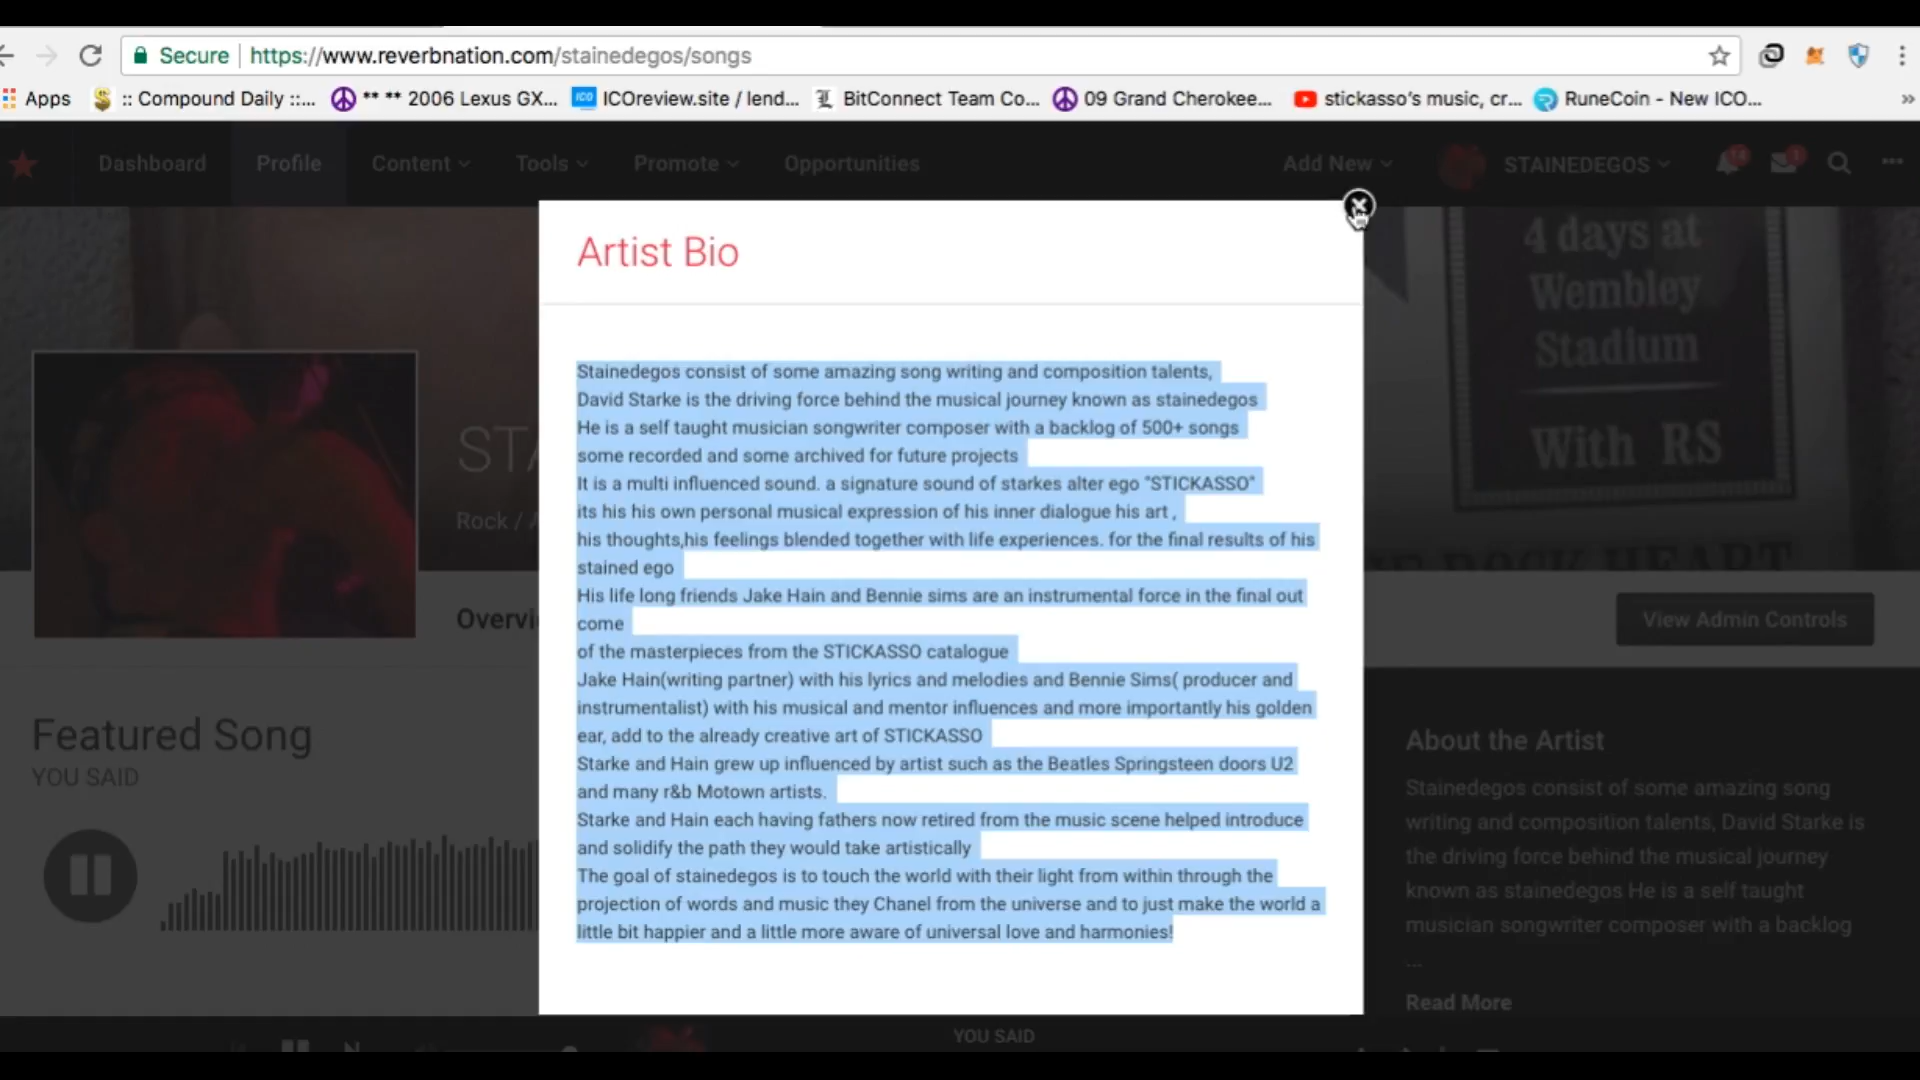 Secure https://www.reverbnation.com/stainedegos/songs
Apps :: Compound Daily ::... ** ** 2006 Lexus GX... ICO ICOreview.site / lend... BitConnect Team Co... 09 Grand Cherokee... stickasso's music, cr... RuneCoin - New ICO... »
Dashboard Profile Content Tools Promote Opportunities Add New STAINEDEGOS 14 1
4 days at
Wembley
Stadium
With RS
Artist Bio
Stainedegos consist of some amazing song writing and composition talents,
David Starke is the driving force behind the musical journey known as stainedegos
He is a self taught musician songwriter composer with a backlog of 500+ songs
some recorded and some archived for future projects
It is a multi influenced sound. a signature sound of starkes alter ego "STICKASSO"
its his his own personal musical expression of his inner dialogue his art ,
his thoughts,his feelings blended together with life experiences. for the final results of his
stained ego
His life long friends Jake Hain and Bennie sims are an instrumental force in the final out
come
of the masterpieces from the STICKASSO catalogue
Jake Hain(writing partner) with his lyrics and melodies and Bennie Sims( producer and
instrumentalist) with his musical and mentor influences and more importantly his golden
ear, add to the already creative art of STICKASSO
Starke and Hain grew up influenced by artist such as the Beatles Springsteen doors U2
and many r&b Motown artists.
Starke and Hain each having fathers now retired from the music scene helped introduce
and solidify the path they would take artistically
The goal of stainedegos is to touch the world with their light from within through the
projection of words and music they Chanel from the universe and to just make the world a
little bit happier and a little more aware of universal love and harmonies!
ST
Rock /
ROCK HEART
View Admin Controls
Featured Song
YOU SAID
About the Artist
Stainedegos consist of some amazing song
writing and composition talents, David Starke is
the driving force behind the musical journey
known as stainedegos He is a self taught
musician songwriter composer with a backlog
...
Read More
YOU SAID